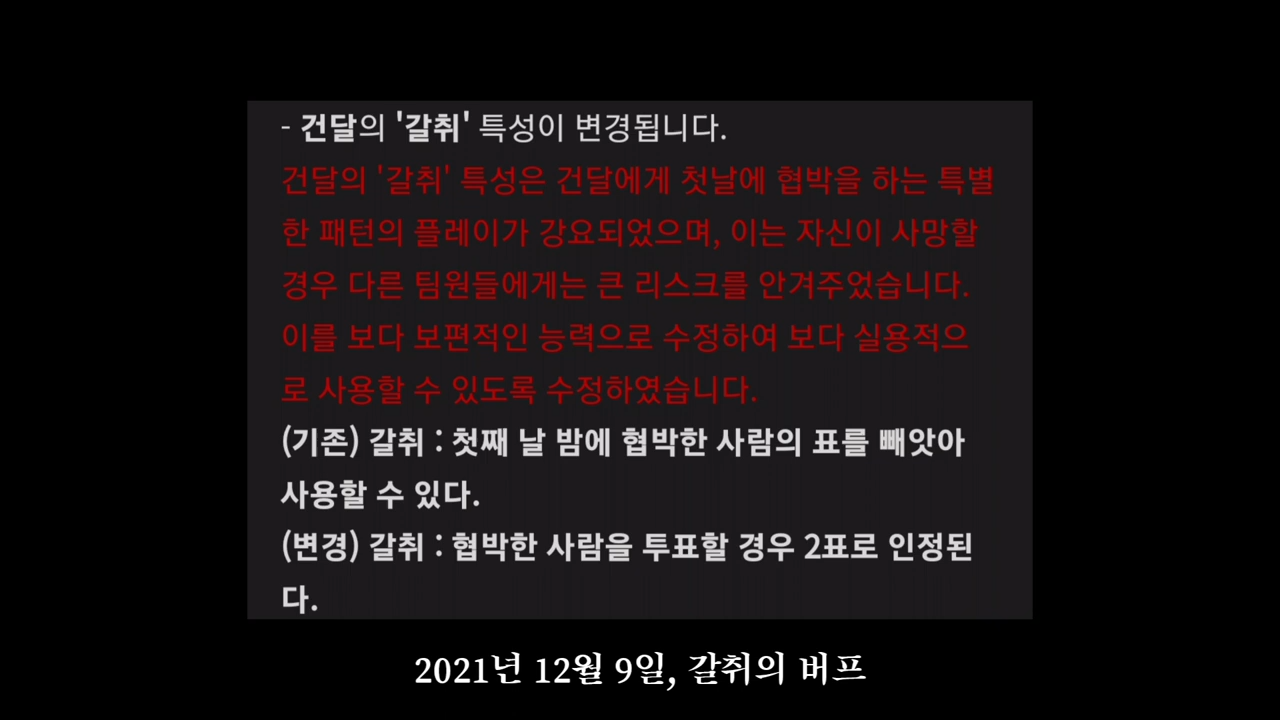 - 건달의 '갈취' 특성이 변경됩니다.
건달의 '갈취' 특성은 건달에게 첫날에 협박을 하는 특별
한 패턴의 플레이가 강요되었으며, 이는 자신이 사망할
경우 다른 팀원들에게는 큰 리스크를 안겨주었습니다.
이를 보다 보편적인 능력으로 수정하여 보다 실용적으
로 사용할 수 있도록 수정하였습니다.
(기존) 갈취 : 첫째 날 밤에 협박한 사람의 표를 빼앗아
사용할 수 있다.
(변경) 갈취 : 협박한 사람을 투표할 경우 2표로 인정된
다.
2021년 12월 9일, 갈취의 버프